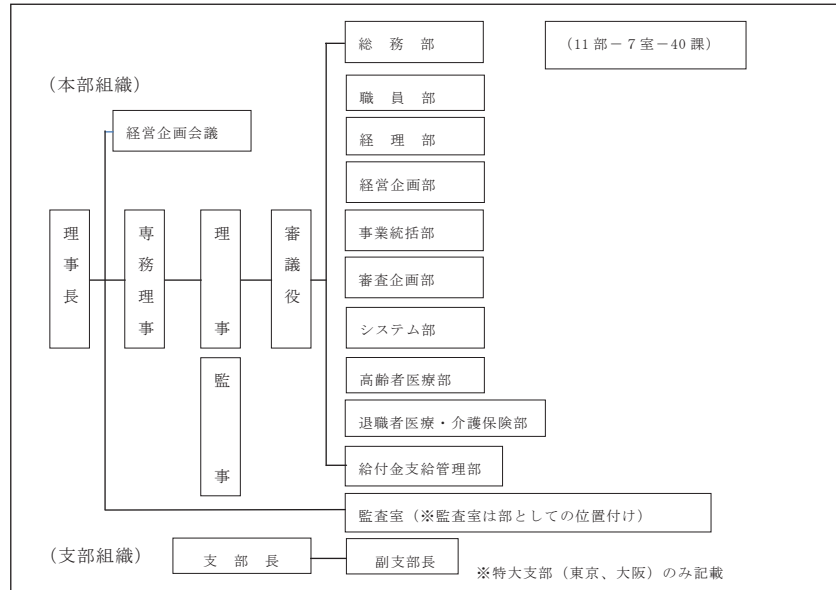 総　務　部
（11 部－ 7 室－40 課）
（本部組織）
職　員　部
経営企画会議
経　理　部
経営企画部
理事長
専務理事
理　事
審議役
事業統括部
審査企画部
システム部
監　事
高齢者医療部
退職者医療・介護保険部
給付金支給管理部
監査室（※監査室は部としての位置付け）
（支部組織）
支　部　長
副支部長
※特大支部（東京、大阪）のみ記載